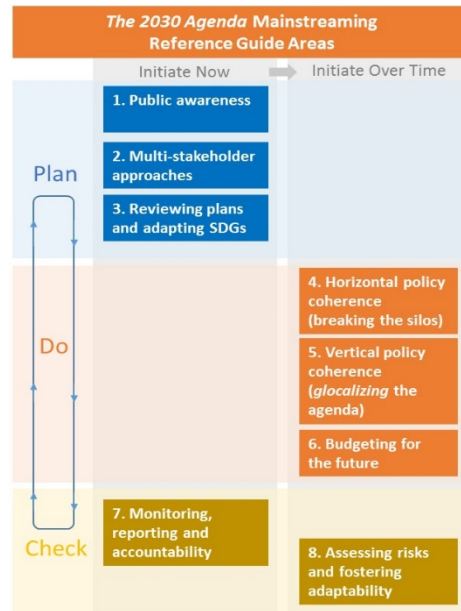 The 2030 Agenda Mainstreaming
Reference Guide Areas
Initiate Now
Initiate Over Time
Plan
1. Public awareness
2. Multi-stakeholder
approaches
3. Reviewing plans
and adapting SDGs
Do
4. Horizontal policy
coherence
(breaking the silos)
5. Vertical policy
coherence
(glocalizing the
agenda)
6. Budgeting for
the future
Check
7. Monitoring,
reporting and
accountability
8. Assessing risks
and fostering
adaptability